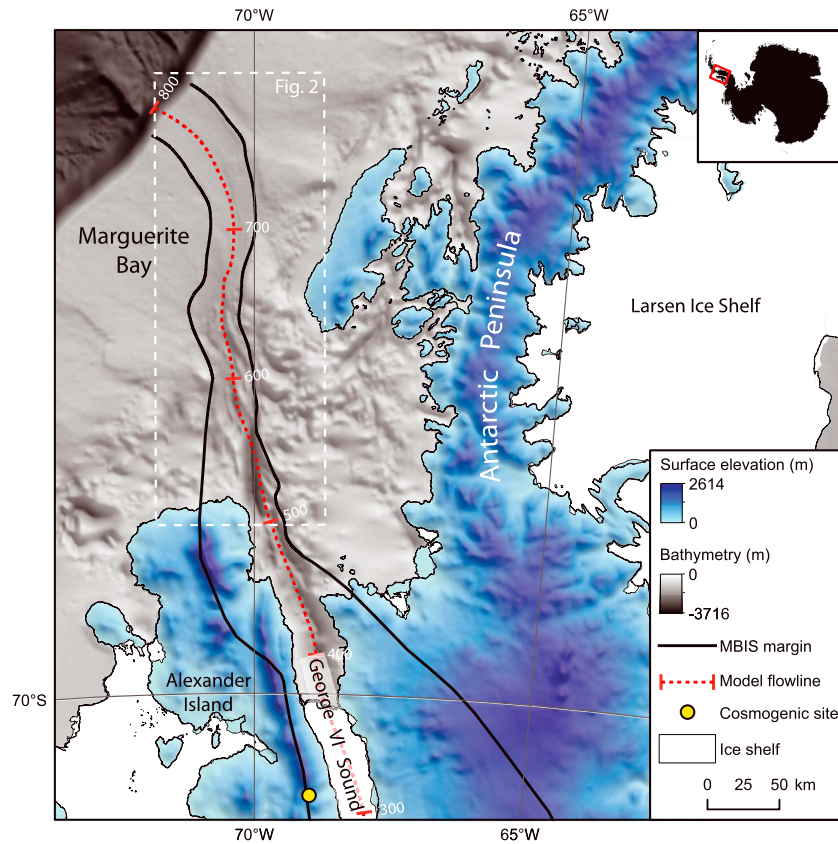 70°W
65°W
800
Fig. 2
700
Marguerite
Bay
Antarctic Peninsula
Larsen Ice Shelf
600
500
Surface elevation (m)
2614
0
Bathymetry (m)
0
-3716
MBIS margin
400
Model flowline
70°S
Alexander
Island
George VI Sound
Cosmogenic site
Ice shelf
0 25 50 km
300
70°W
65°W